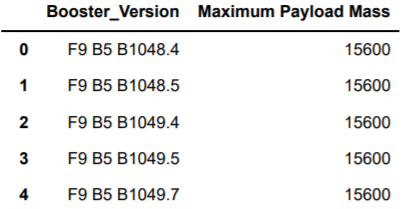 Booster_Version Maximum Payload Mass
0 F9 B5 B1048.4 15600
1 F9 B5 B1048.5 15600
2 F9 B5 B1049.4 15600
3 F9 B5 B1049.5 15600
4 F9 B5 B1049.7 15600